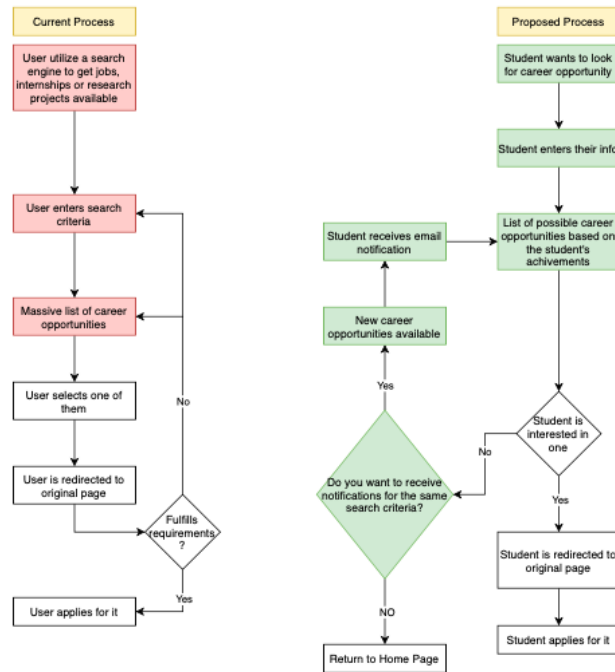 Current Process
User utilize a search
engine to get jobs,
internships or research
projects available
User enters search
criteria
Massive list of career
opportunities
User selects one of
them
No
User is redirected to
original page
Fulfills
requirements
?
Yes
User applies for it
Proposed Process
Student wants to look
for career opportunity
Student enters their info
List of possible career
opportunities based on
the student's
achivements
Student receives email
notification
New career
opportunities available
Yes
Student is
interested in
one
No
Do you want to receive
notifications for the same
search criteria?
Yes
Student is redirected to
original page
NO
Student applies for it
Return to Home Page